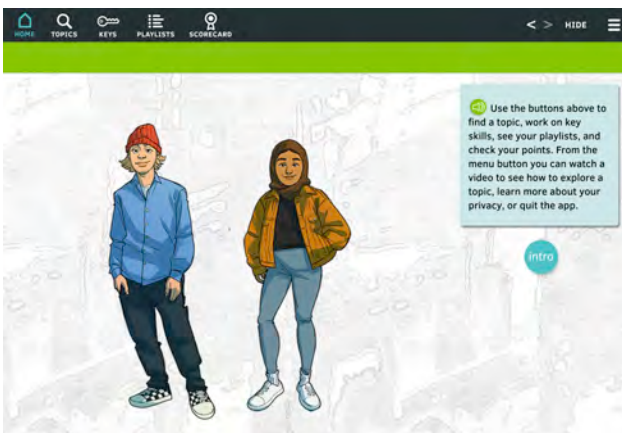 HOME TOPICS KEYS PLAYLISTS SCORECARD < > HIDE
Use the buttons above to
find a topic, work on key
skills, see your playlists, and
check your points. From the
menu button you can watch a
video to see how to explore a
topic, learn more about your
privacy, or quit the app.
intro